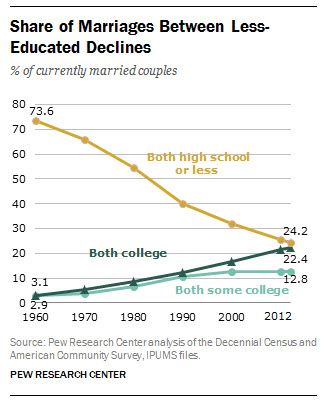 Share of Marriages Between Less-
Educated Declines
% of currently married couples
80
73.6
70
60
Both high school
or less
50
40
30
24.2
Both college
20
22.4
10
Both some college
12.8
3.1
0
2.9
1960 1970 1980 1990 2000 2012
Source: Pew Research Center analysis of the Decennial Census and
American Community Survey, IPUMS files.
PEW RESEARCH CENTER